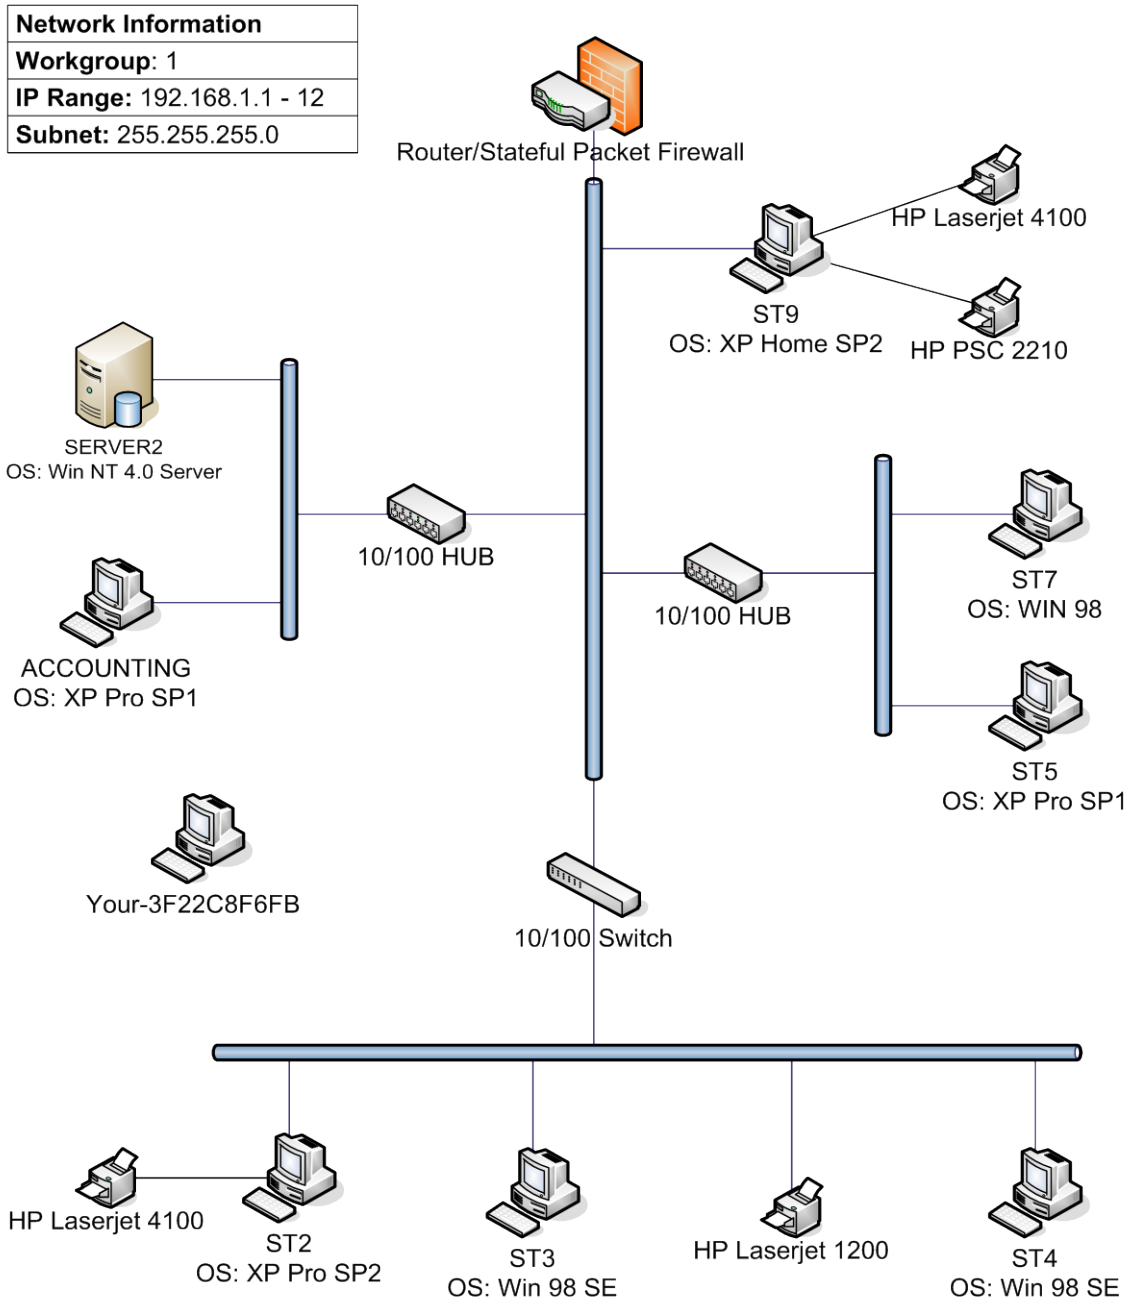 Network Information
Workgroup: 1
IP Range: 192.168.1.1 - 12
Subnet: 255.255.255.0
Router/Stateful Packet Firewall
HP Laserjet 4100
ST9
OS: XP Home SP2
HP PSC 2210
SERVER2
OS: Win NT 4.0 Server
10/100 HUB
10/100 HUB
ST7
OS: WIN 98
ACCOUNTING
OS: XP Pro SP1
ST5
OS: XP Pro SP1
Your-3F22C8F6FB
10/100 Switch
HP Laserjet 4100
ST2
OS: XP Pro SP2
ST3
OS: Win 98 SE
HP Laserjet 1200
ST4
OS: Win 98 SE